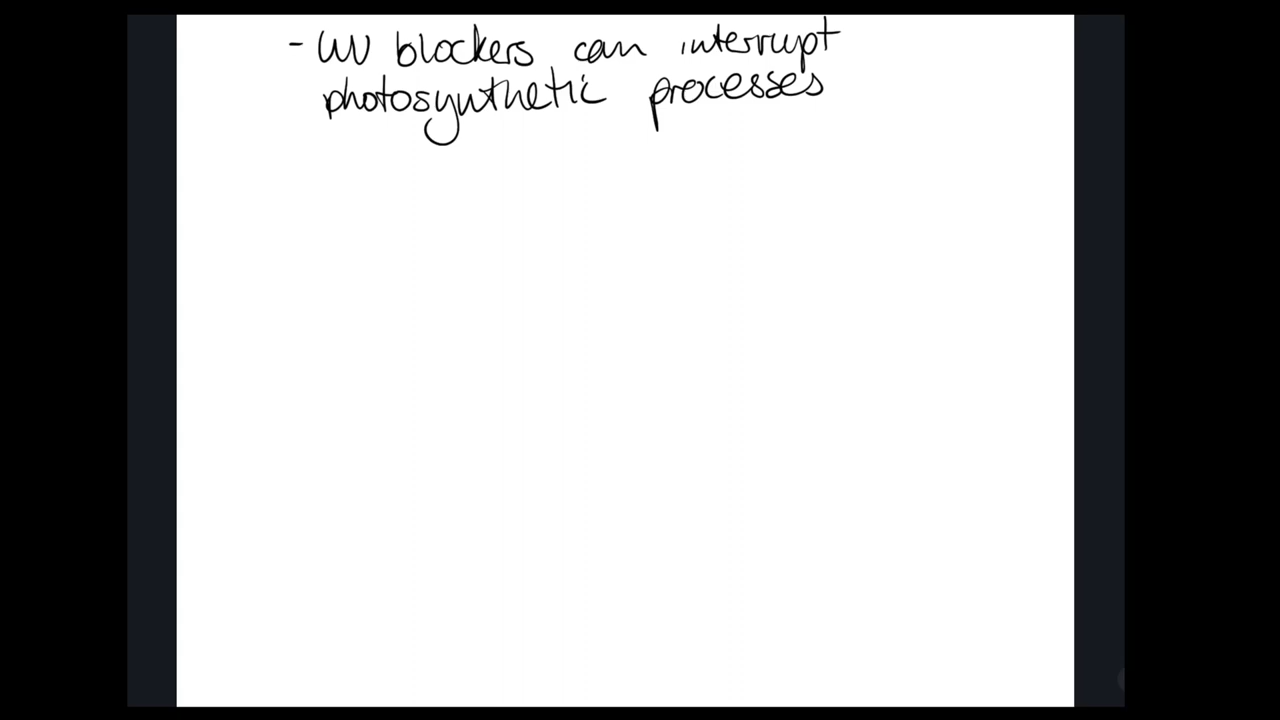 - UV blockers can interrupt
photosynthetic processes